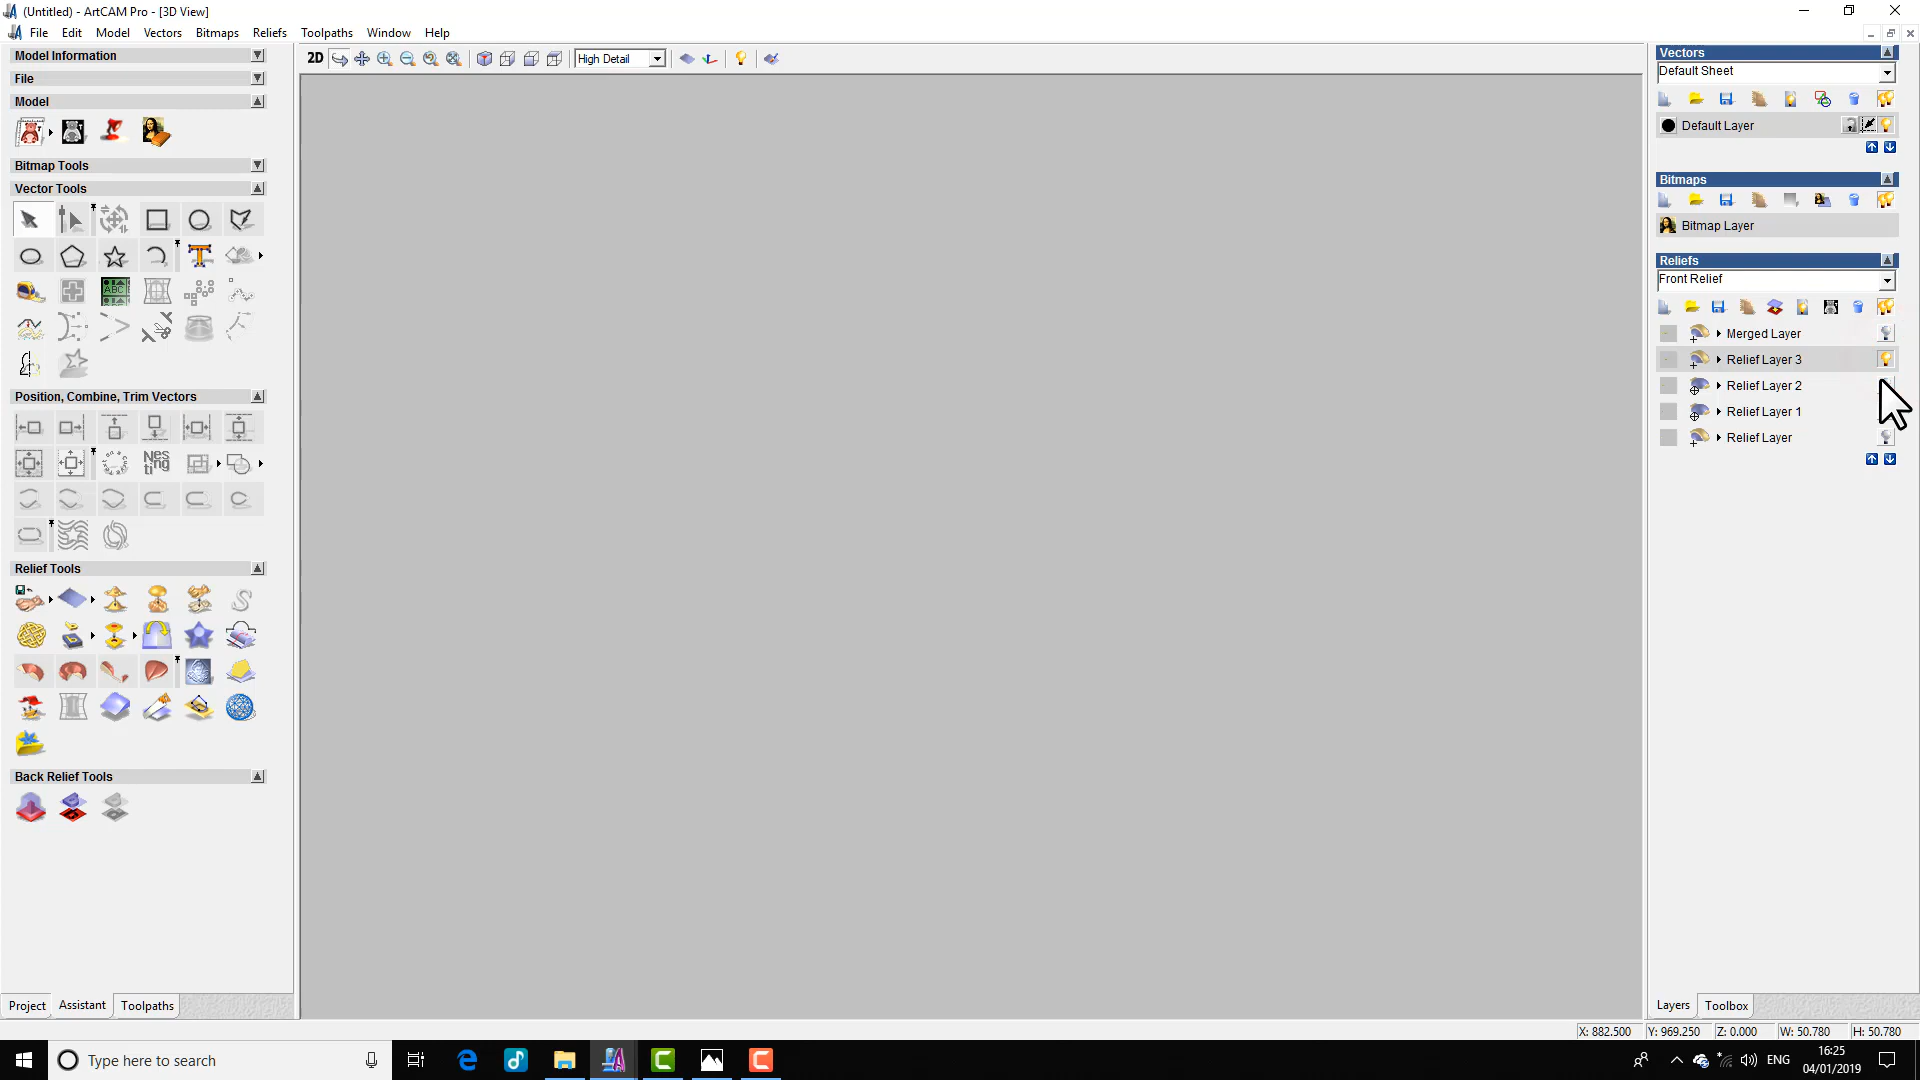 (Untitled) - ArtCAM Pro - [3D View]
File Edit Model Vectors Bitmaps Reliefs Toolpaths Window Help
Model Information
File
Model
Bitmap Tools
Vector Tools
ABC
Position, Combine, Trim Vectors
Nes
ting
Relief Tools
Back Relief Tools
Project Assistant Toolpaths
2D High Detail
Vectors
Default Sheet
Default Layer
Bitmaps
Bitmap Layer
Reliefs
Front Relief
Merged Layer
Relief Layer 3
Relief Layer 2
Relief Layer 1
Relief Layer
Layers Toolbox
X: 882.500 Y: 969.250 Z: 0.000 W: 50.780 H: 50.780
Type here to search
ENG
16:25
04/01/2019